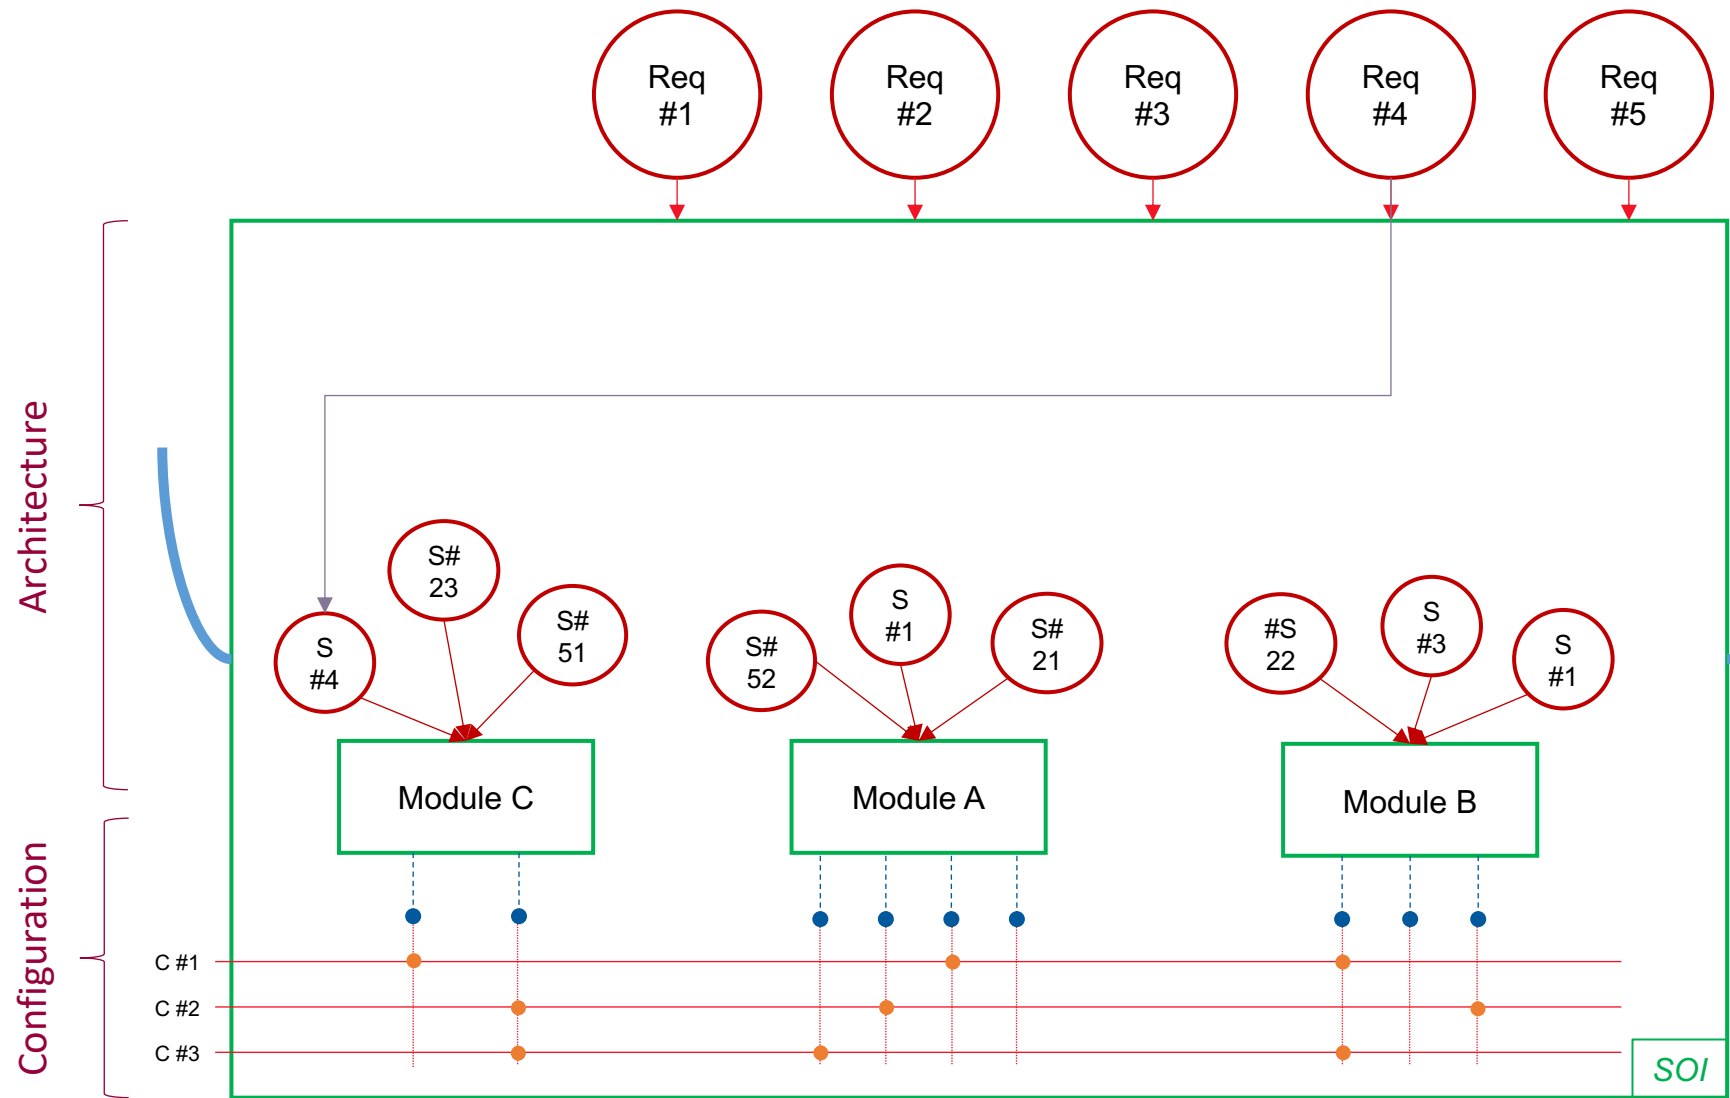 Req
#1
Req
#2
Req
#3
Req
#4
Req
#5
Architecture
S#
23
S
#4
S#
51
S#
52
S
#1
S#
21
#S
22
S
#3
S
#1
Module C
Module A
Module B
Configuration
C #1
C #2
C #3
SOI